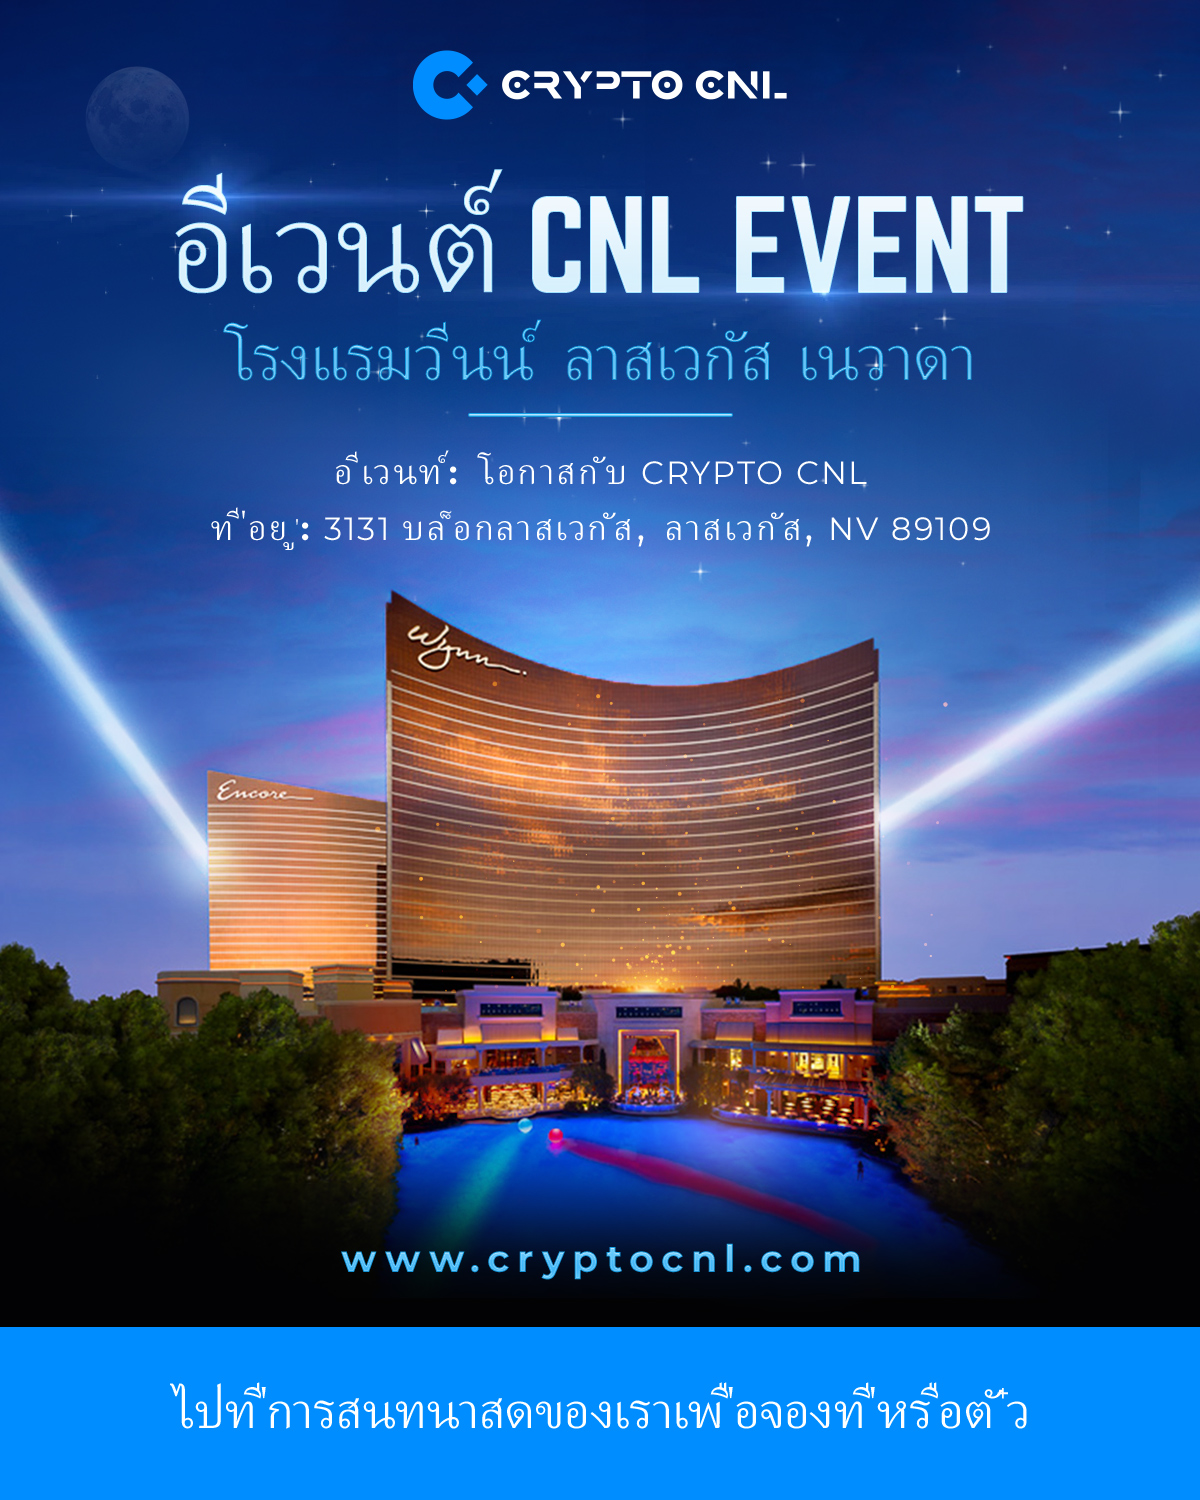 CRYPTO CNL
อีเวนต์ CNL EVENT
โรงแรมวีนน์ ลาสเวกัส เนวาดา
อีเวนท์: โอกาสกับ CRYPTO CNL
ที่อยู่: 3131 บล็อกลาสเวกัส, ลาสเวกัส, NV 89109
Wynn
Encore
www.cryptocnl.com
ไปที่การสนทนาสดของเราเพื่อจองที่หรือตั๋ว